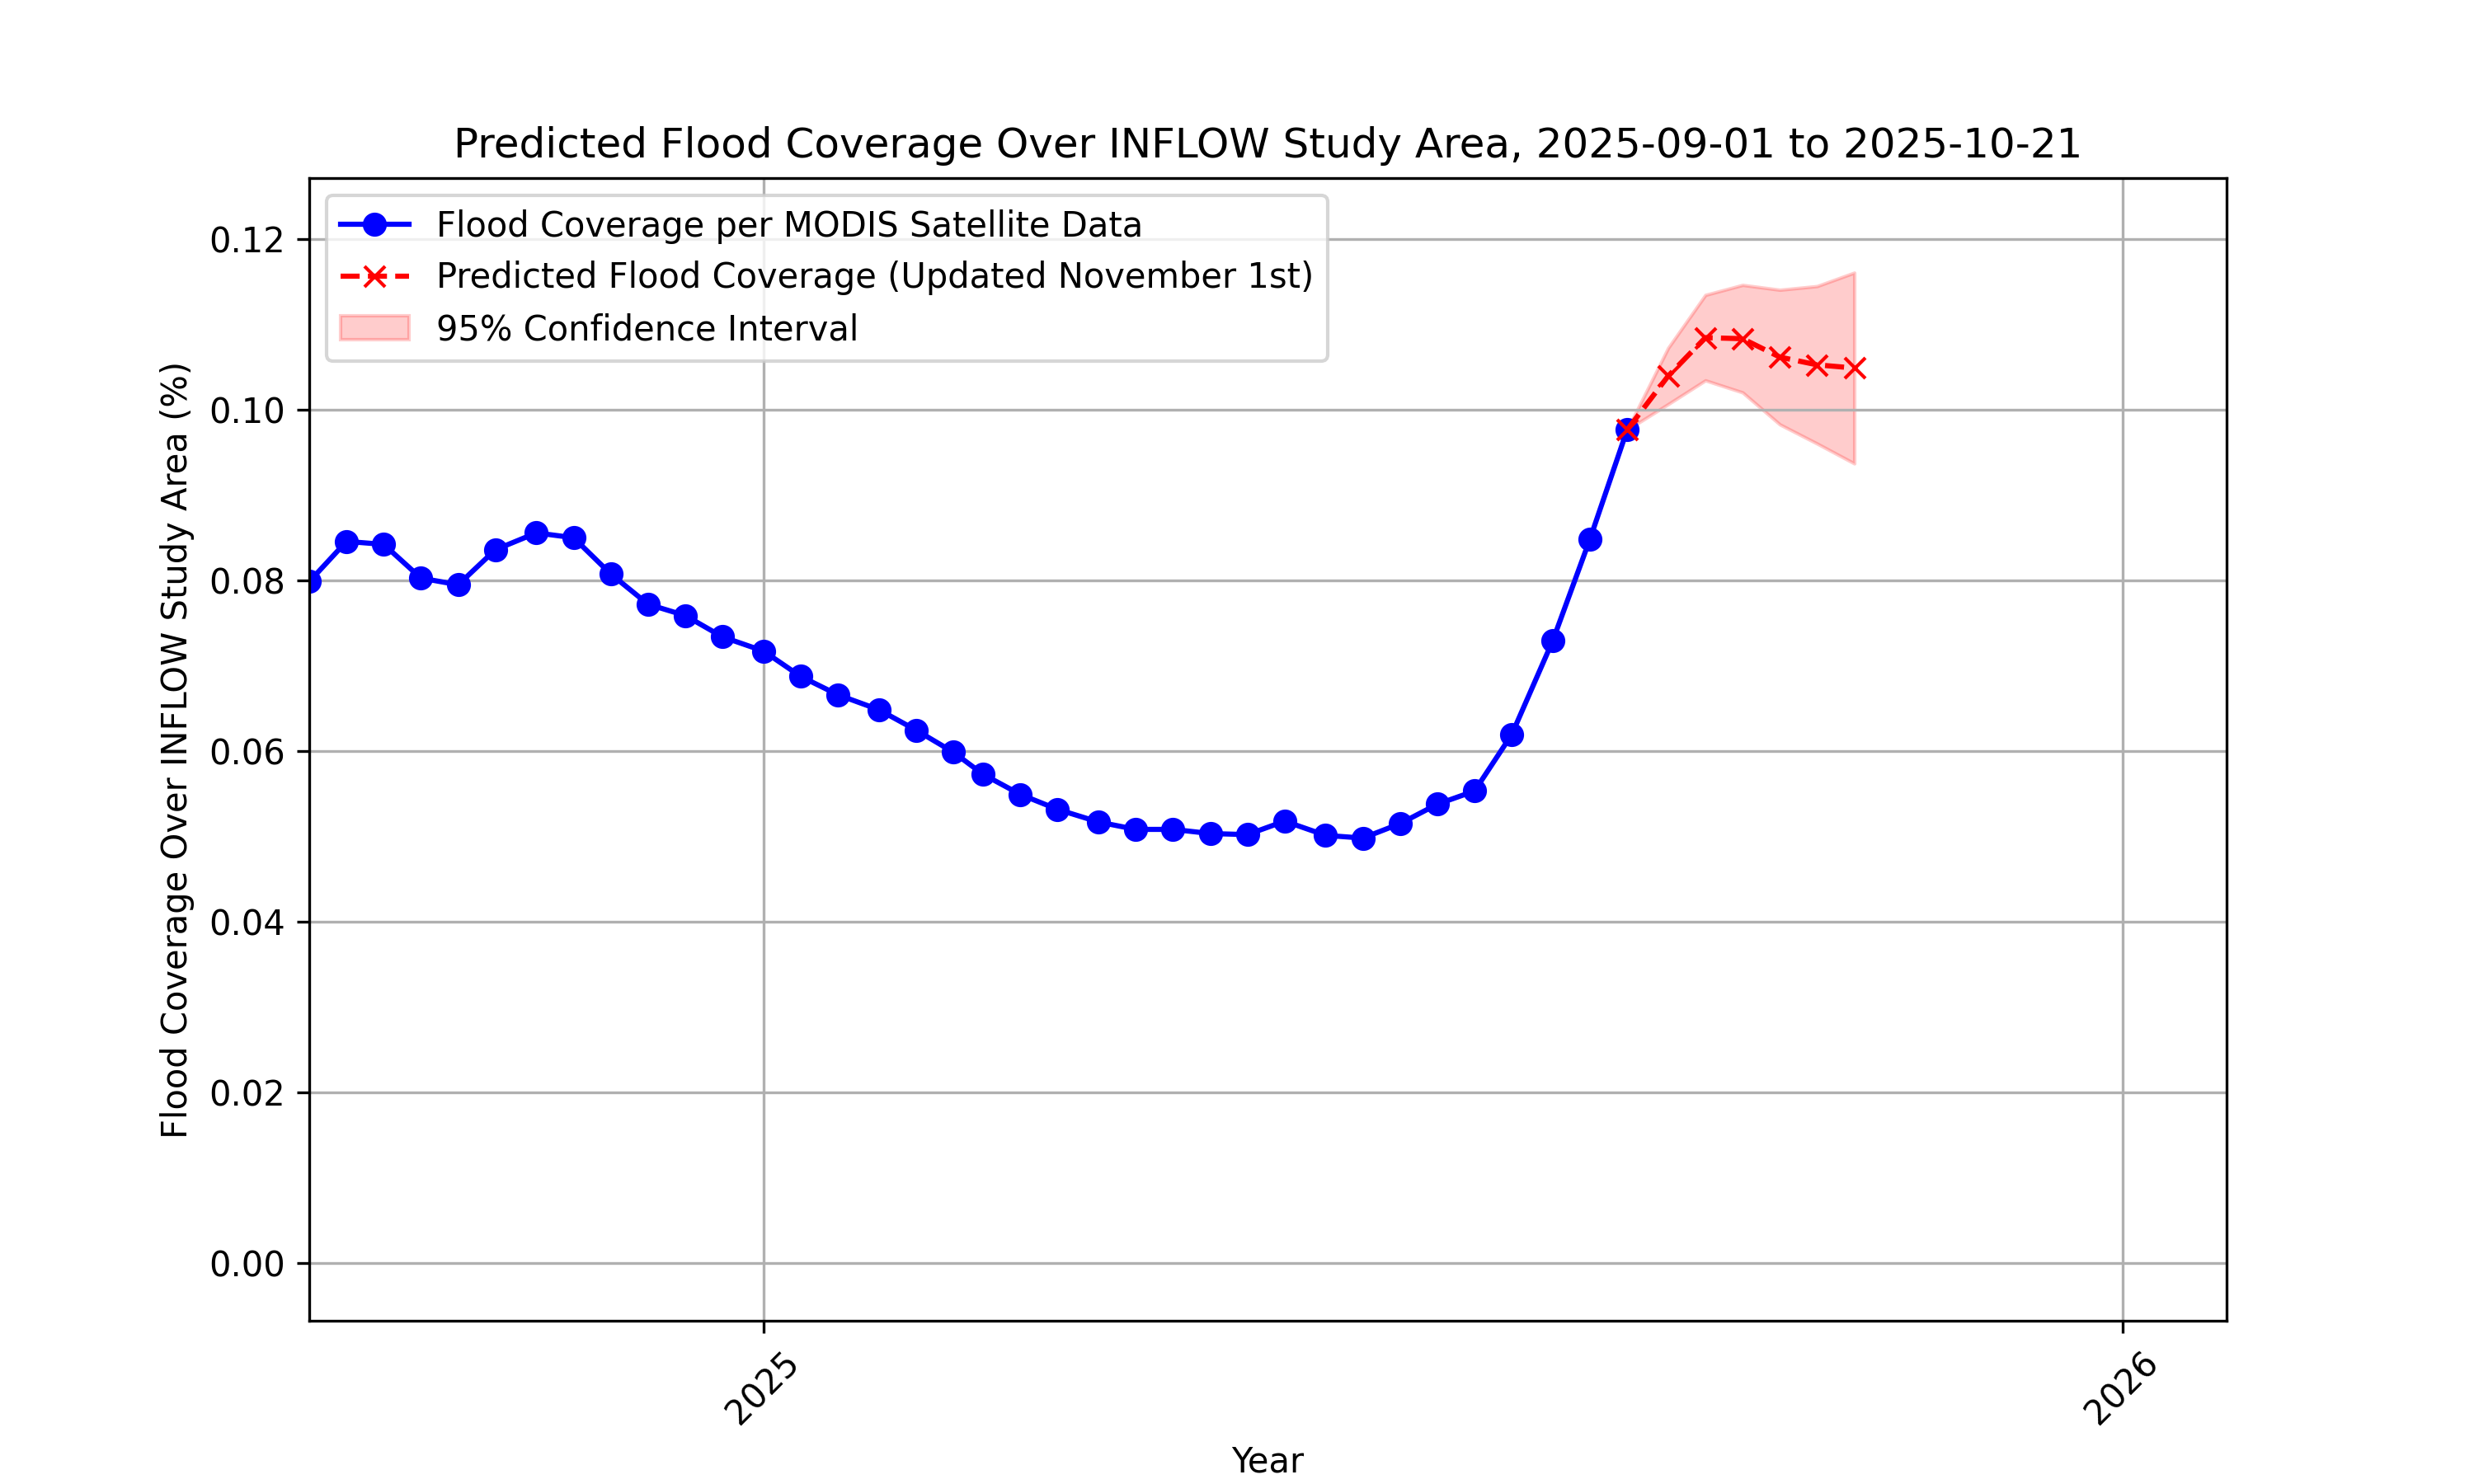 Predicted Flood Coverage Over INFLOW Study Area, 2025-09-01 to 2025-10-21
Flood Coverage per MODIS Satellite Data
Predicted Flood Coverage (Updated November 1st)
95% Confidence Interval
Flood Coverage Over INFLOW Study Area (%)
0.12
0.10
0.08
0.06
0.04
0.02
0.00
2025
2026
Year